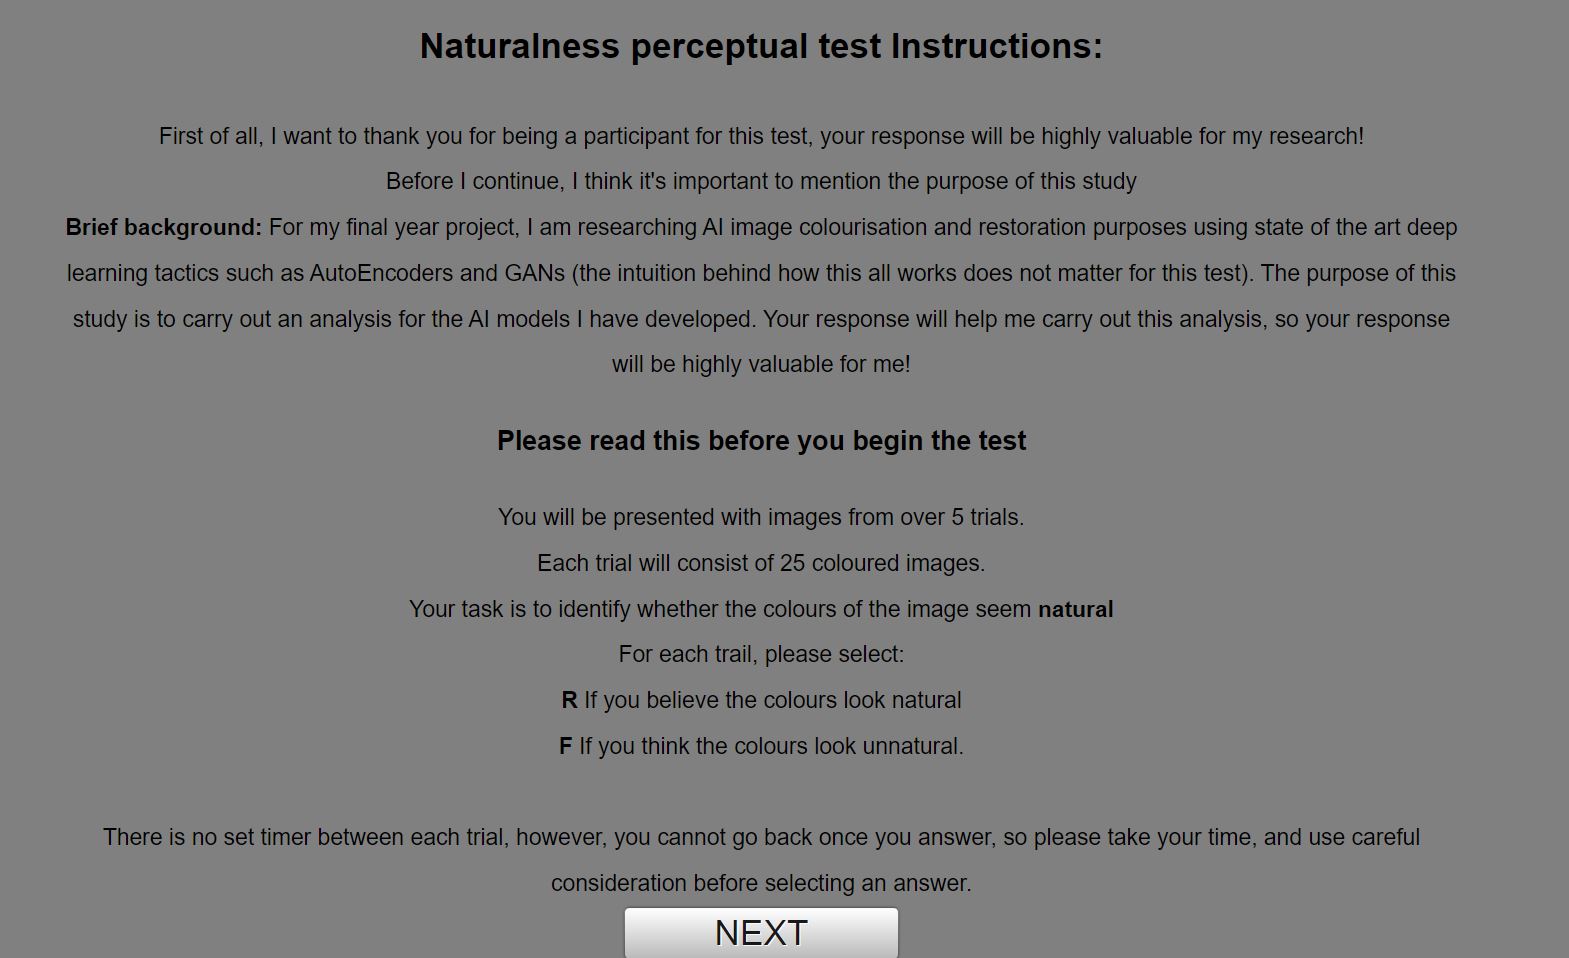 Naturalness perceptual test Instructions:
First of all, I want to thank you for being a participant for this test, your response will be highly valuable for my research!
Before I continue, I think it's important to mention the purpose of this study
Brief background: For my final year project, I am researching AI image colourisation and restoration purposes using state of the art deep
learning tactics such as AutoEncoders and GANs (the intuition behind how this all works does not matter for this test). The purpose of this
study is to carry out an analysis for the AI models I have developed. Your response will help me carry out this analysis, so your response
will be highly valuable for me!
Please read this before you begin the test
You will be presented with images from over 5 trials.
Each trial will consist of 25 coloured images.
Your task is to identify whether the colours of the image seem natural
For each trail, please select:
R If you believe the colours look natural
F If you think the colours look unnatural.
There is no set timer between each trial, however, you cannot go back once you answer, so please take your time, and use careful
consideration before selecting an answer.
NEXT